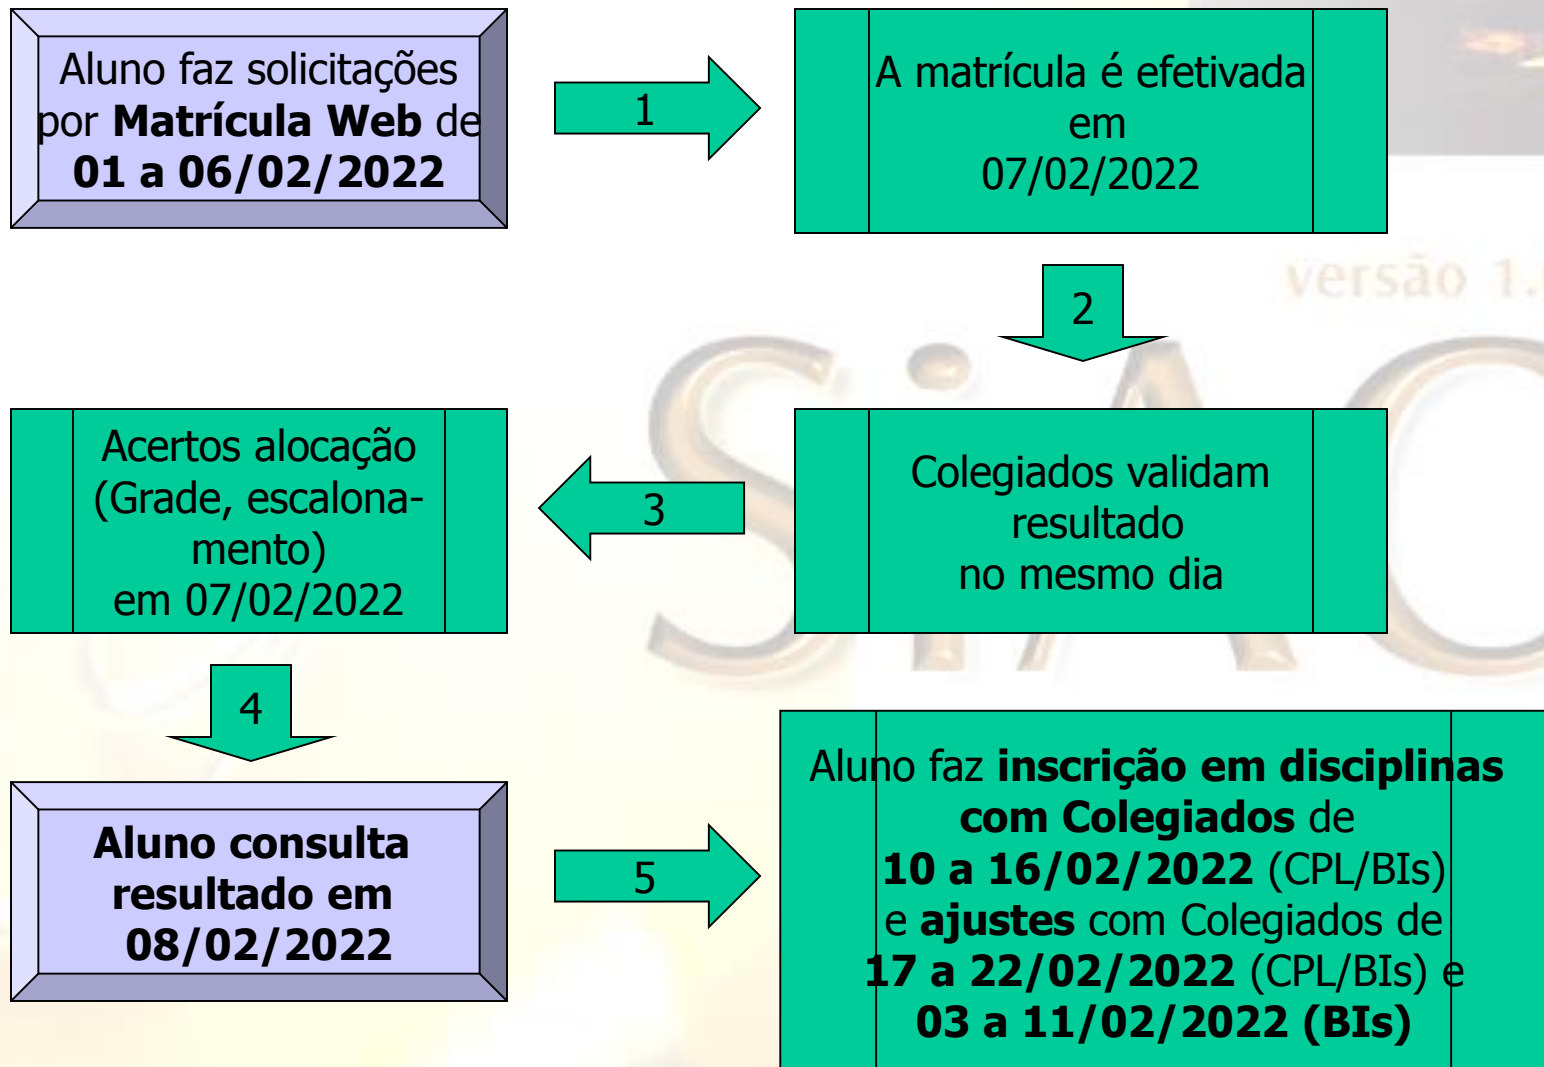 Aluno faz solicitações
por Matrícula Web de
01 a 06/02/2022
1
A matrícula é efetivada
em
07/02/2022
versão 1.
2
SiAC
Colegiados validam
resultado
no mesmo dia
3
Acertos alocação
(Grade, escalona-
mento)
em 07/02/2022
4
Aluno consulta
resultado em
08/02/2022
5
Aluno faz inscrição em disciplinas
com Colegiados de
10 a 16/02/2022 (CPL/BIs)
e ajustes com Colegiados de
17 a 22/02/2022 (CPL/BIs) e
03 a 11/02/2022 (BIs)